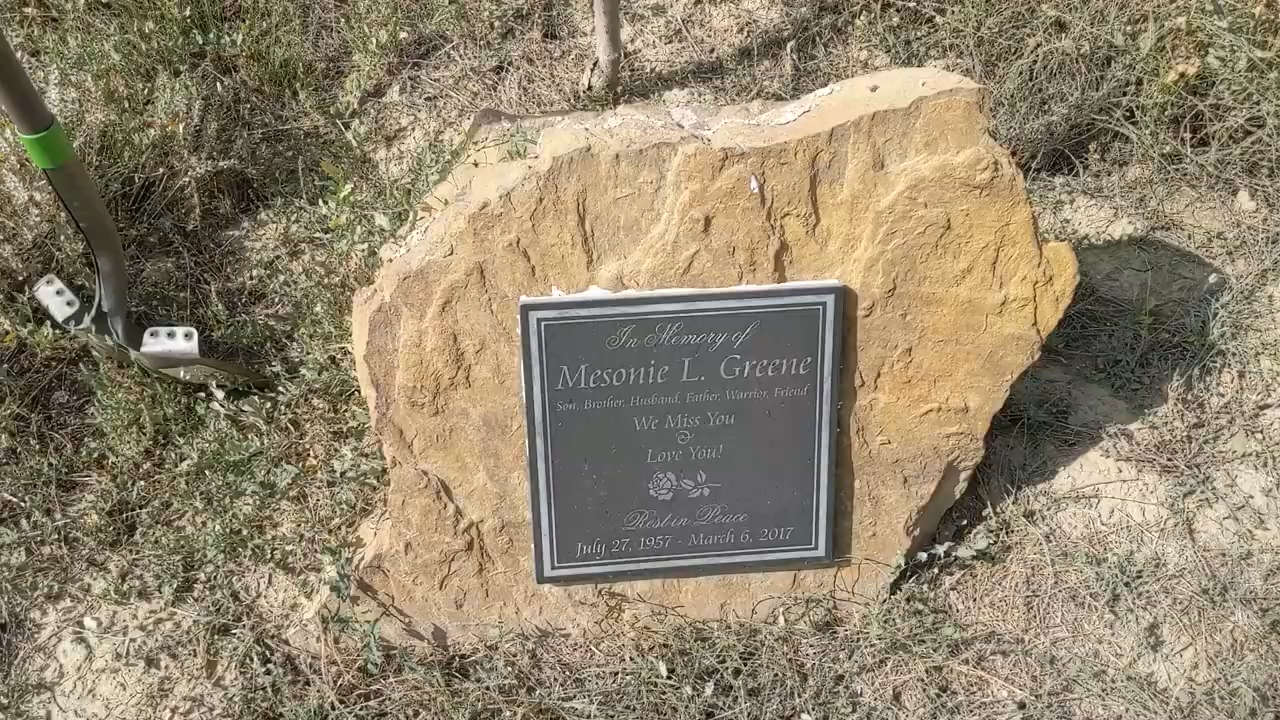 In Memory of
Mesonie L. Greene
Son, Brother, Husband, Father, Warrior, Friend
We Miss You
&
Love You!
Rest in Peace
July 27, 1957 - March 6, 2017